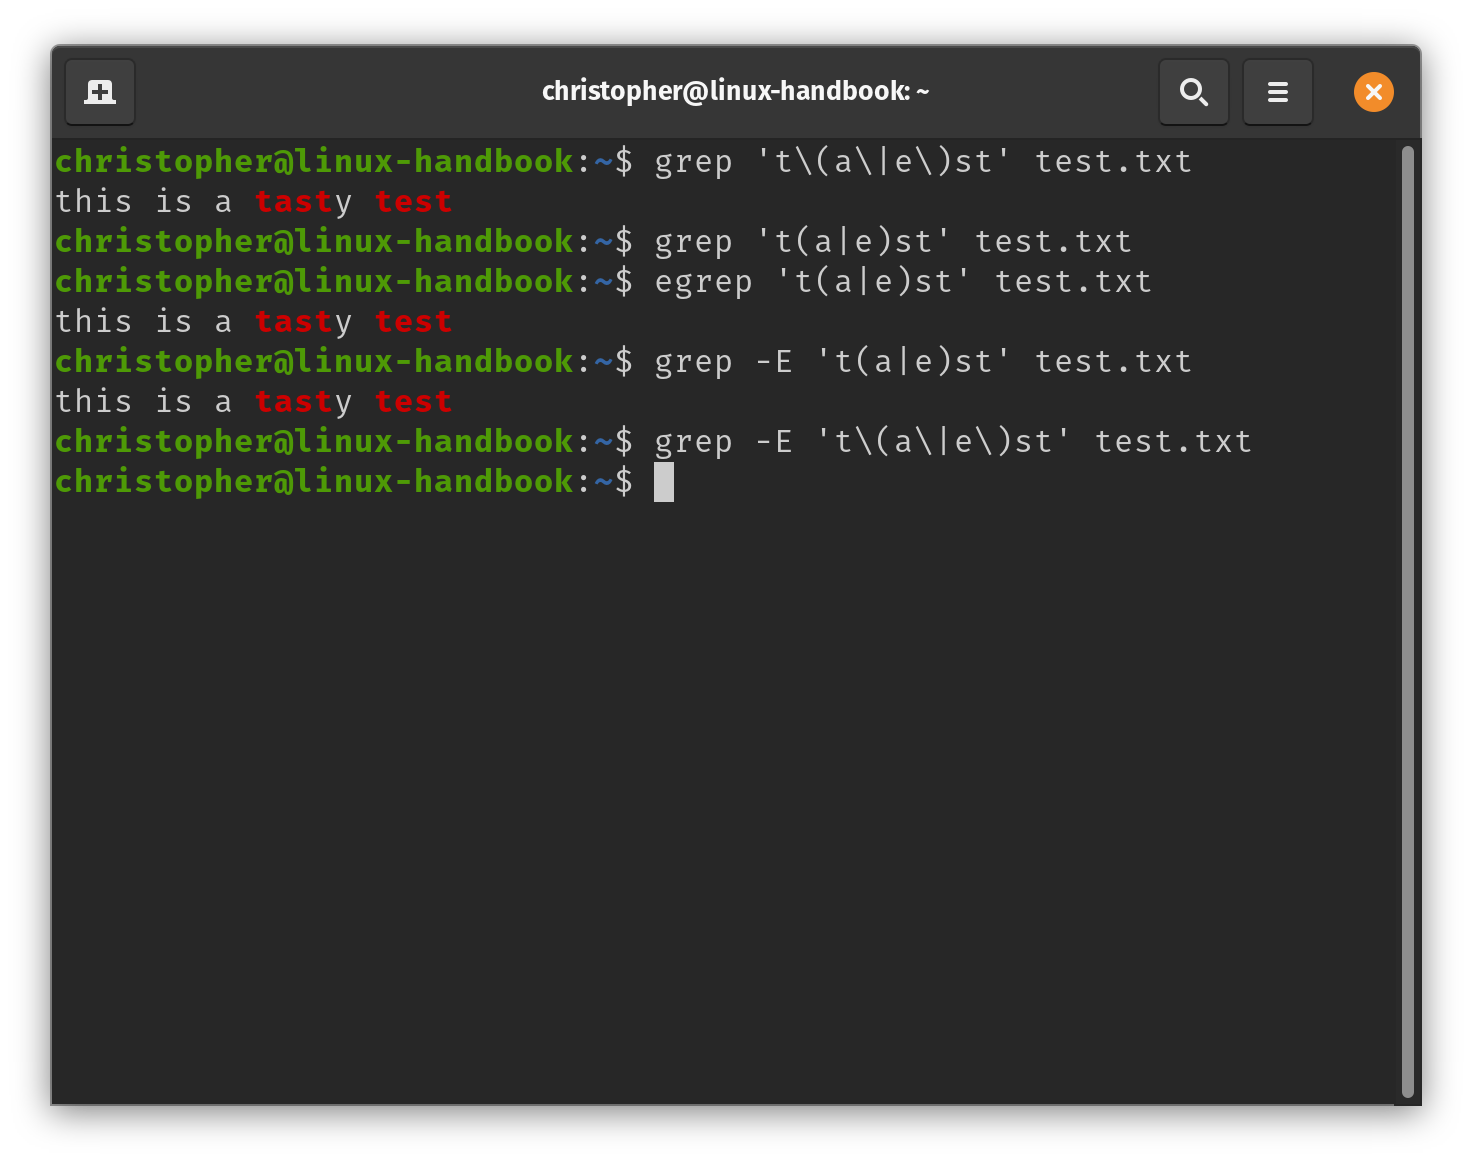 christopher@linux-handbook: ~
christopher@linux-handbook:~$ grep 't\(a\|e\)st' test.txt
this is a tasty test
christopher@linux-handbook:~$ grep 't(a|e)st' test.txt
christopher@linux-handbook:~$ egrep 't(a|e)st' test.txt
this is a tasty test
christopher@linux-handbook:~$ grep -E 't(a|e)st' test.txt
this is a tasty test
christopher@linux-handbook:~$ grep -E 't\(a\|e\)st' test.txt
christopher@linux-handbook:~$